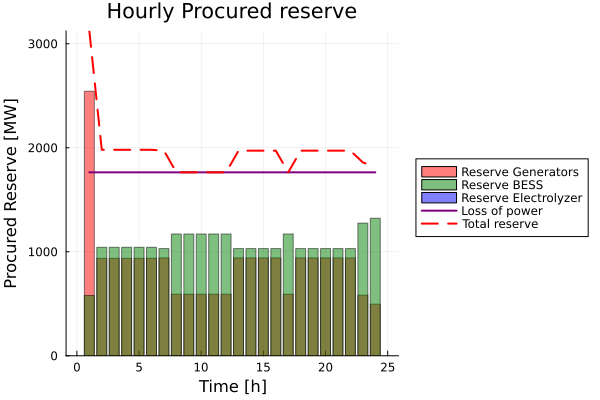 Hourly Procured reserve
Procured Reserve [MW]
3000
2000
1000
0
0 5 10 15 20 25
Time [h]
Reserve Generators
Reserve BESS
Reserve Electrolyzer
Loss of power
Total reserve